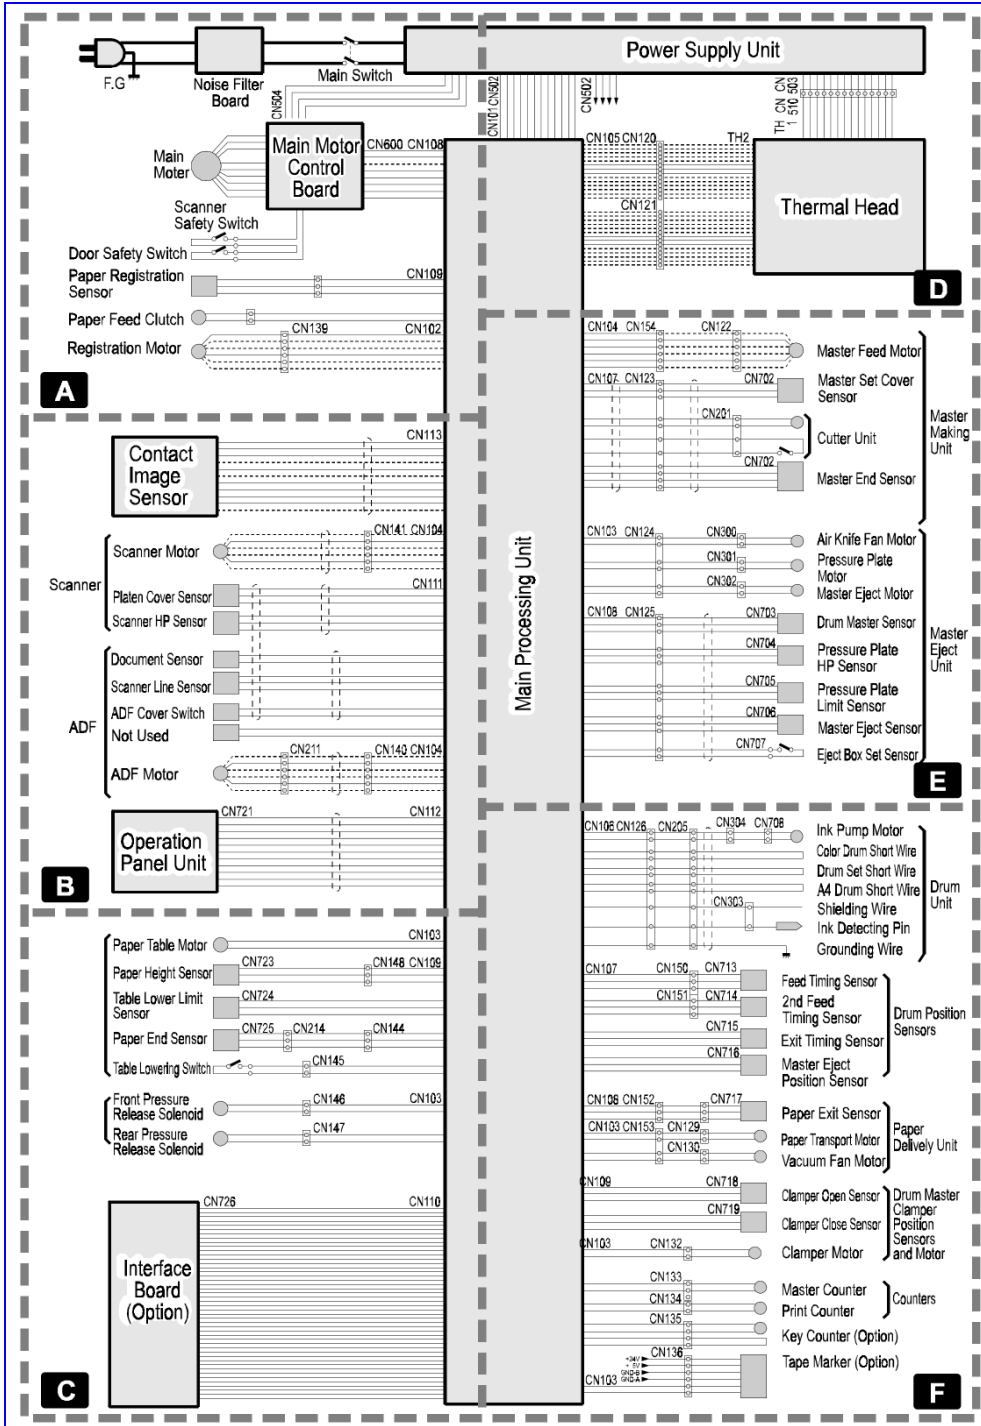 Power Supply Unit
F.G
Noise Filter
Board
Main Switch
CN504
CN101
CN502
CN502
TH
1
CN
510
CN
503
Main
Moter
Main Motor
Control
Board
CN600
CN108
Scanner
Safety Switch
Door Safety Switch
Paper Registration
Sensor
CN109
Paper Feed Clutch
Registration Motor
CN139
CN102
A
CN105
CN120
TH2
CN121
Thermal Head
D
Main Processing Unit
Contact
Image
Sensor
CN113
Scanner
Scanner Motor
CN141
CN104
Platen Cover Sensor
CN111
Scanner HP Sensor
ADF
Document Sensor
Scanner Line Sensor
ADF Cover Switch
Not Used
ADF Motor
CN211
CN140
CN104
Operation
Panel Unit
CN721
CN112
B
CN104
CN154
CN122
Master Feed Motor
CN107
CN123
CN702
Master Set Cover
Sensor
CN201
Cutter Unit
CN702
Master End Sensor
Master
Making
Unit
CN103
CN124
CN300
Air Knife Fan Motor
CN301
Pressure Plate
Motor
CN302
Master Eject Motor
CN108
CN125
CN703
Drum Master Sensor
CN704
Pressure Plate
HP Sensor
CN705
Pressure Plate
Limit Sensor
CN706
Master Eject Sensor
CN707
Eject Box Set Sensor
Master
Eject
Unit
E
Paper Table Motor
CN103
Paper Height Sensor
CN723
CN148
CN109
Table Lower Limit
Sensor
CN724
Paper End Sensor
CN725
CN214
CN144
Table Lowering Switch
CN145
Front Pressure
Release Solenoid
CN146
CN103
Rear Pressure
Release Solenoid
CN147
CN726
CN110
Interface
Board
(Option)
C
CN106
CN126
CN205
CN304
CN708
Ink Pump Motor
Color Drum Short Wire
Drum Set Short Wire
A4 Drum Short Wire
CN303
Shielding Wire
Ink Detecting Pin
Grounding Wire
Drum
Unit
CN107
CN150
CN713
Feed Timing Sensor
CN151
CN714
2nd Feed
Timing Sensor
CN715
Exit Timing Sensor
CN716
Master Eject
Position Sensor
Drum Position
Sensors
CN108
CN152
CN717
Paper Exit Sensor
CN103
CN153
CN129
Paper Transport Motor
CN130
Vacuum Fan Motor
Paper
Delively Unit
CN109
CN718
Clamper Open Sensor
CN719
Clamper Close Sensor
CN103
CN132
Clamper Motor
Drum Master
Clamper
Position
Sensors
and Motor
CN133
Master Counter
CN134
Print Counter
Counters
CN135
Key Counter (Option)
CN136
Tape Marker (Option)
+24V
+ 5V
GND-B
GND-A
CN103
F